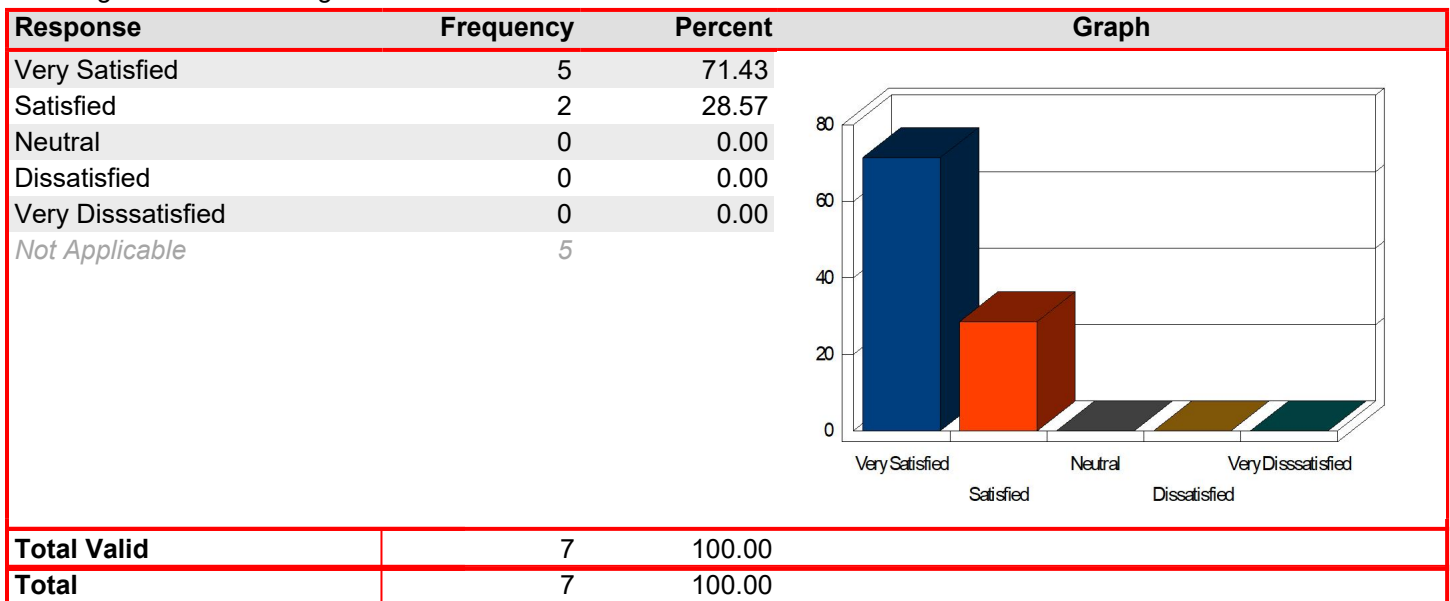 Response Frequency Percent Graph
Very Satisfied 5 71.43
Satisfied 2 28.57
Neutral 0 0.00
Dissatisfied 0 0.00
Very Disssatisfied 0 0.00
Not Applicable 5
80
60
40
20
0
Very Satisfied Neutral Very Disssatisfied
Satisfied Dissatisfied
Total Valid 7 100.00
Total 7 100.00